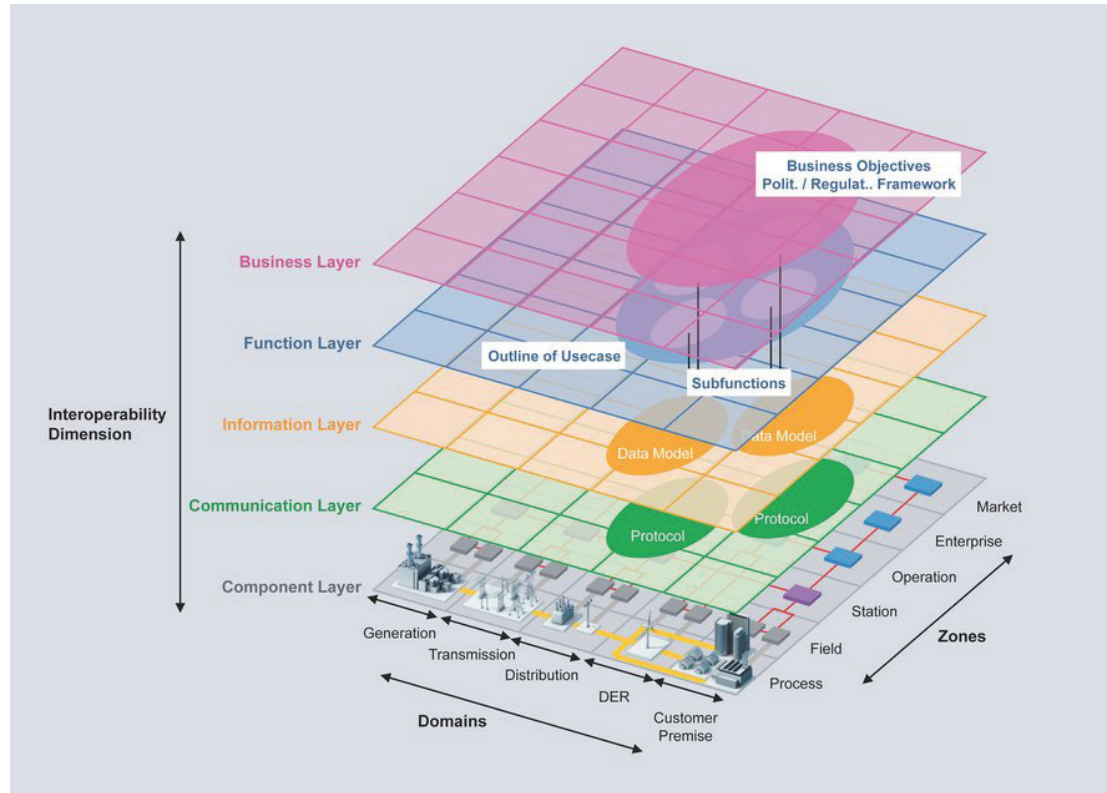 Business Objectives
Polit. / Regulat.. Framework
Business Layer
Function Layer
Outline of Usecase
Subfunctions
Interoperability
Dimension
Information Layer
Data Model
Data Model
Communication Layer
Protocol
Protocol
Component Layer
Market
Enterprise
Operation
Station
Field
Process
Zones
Generation
Transmission
Distribution
DER
Customer
Premise
Domains